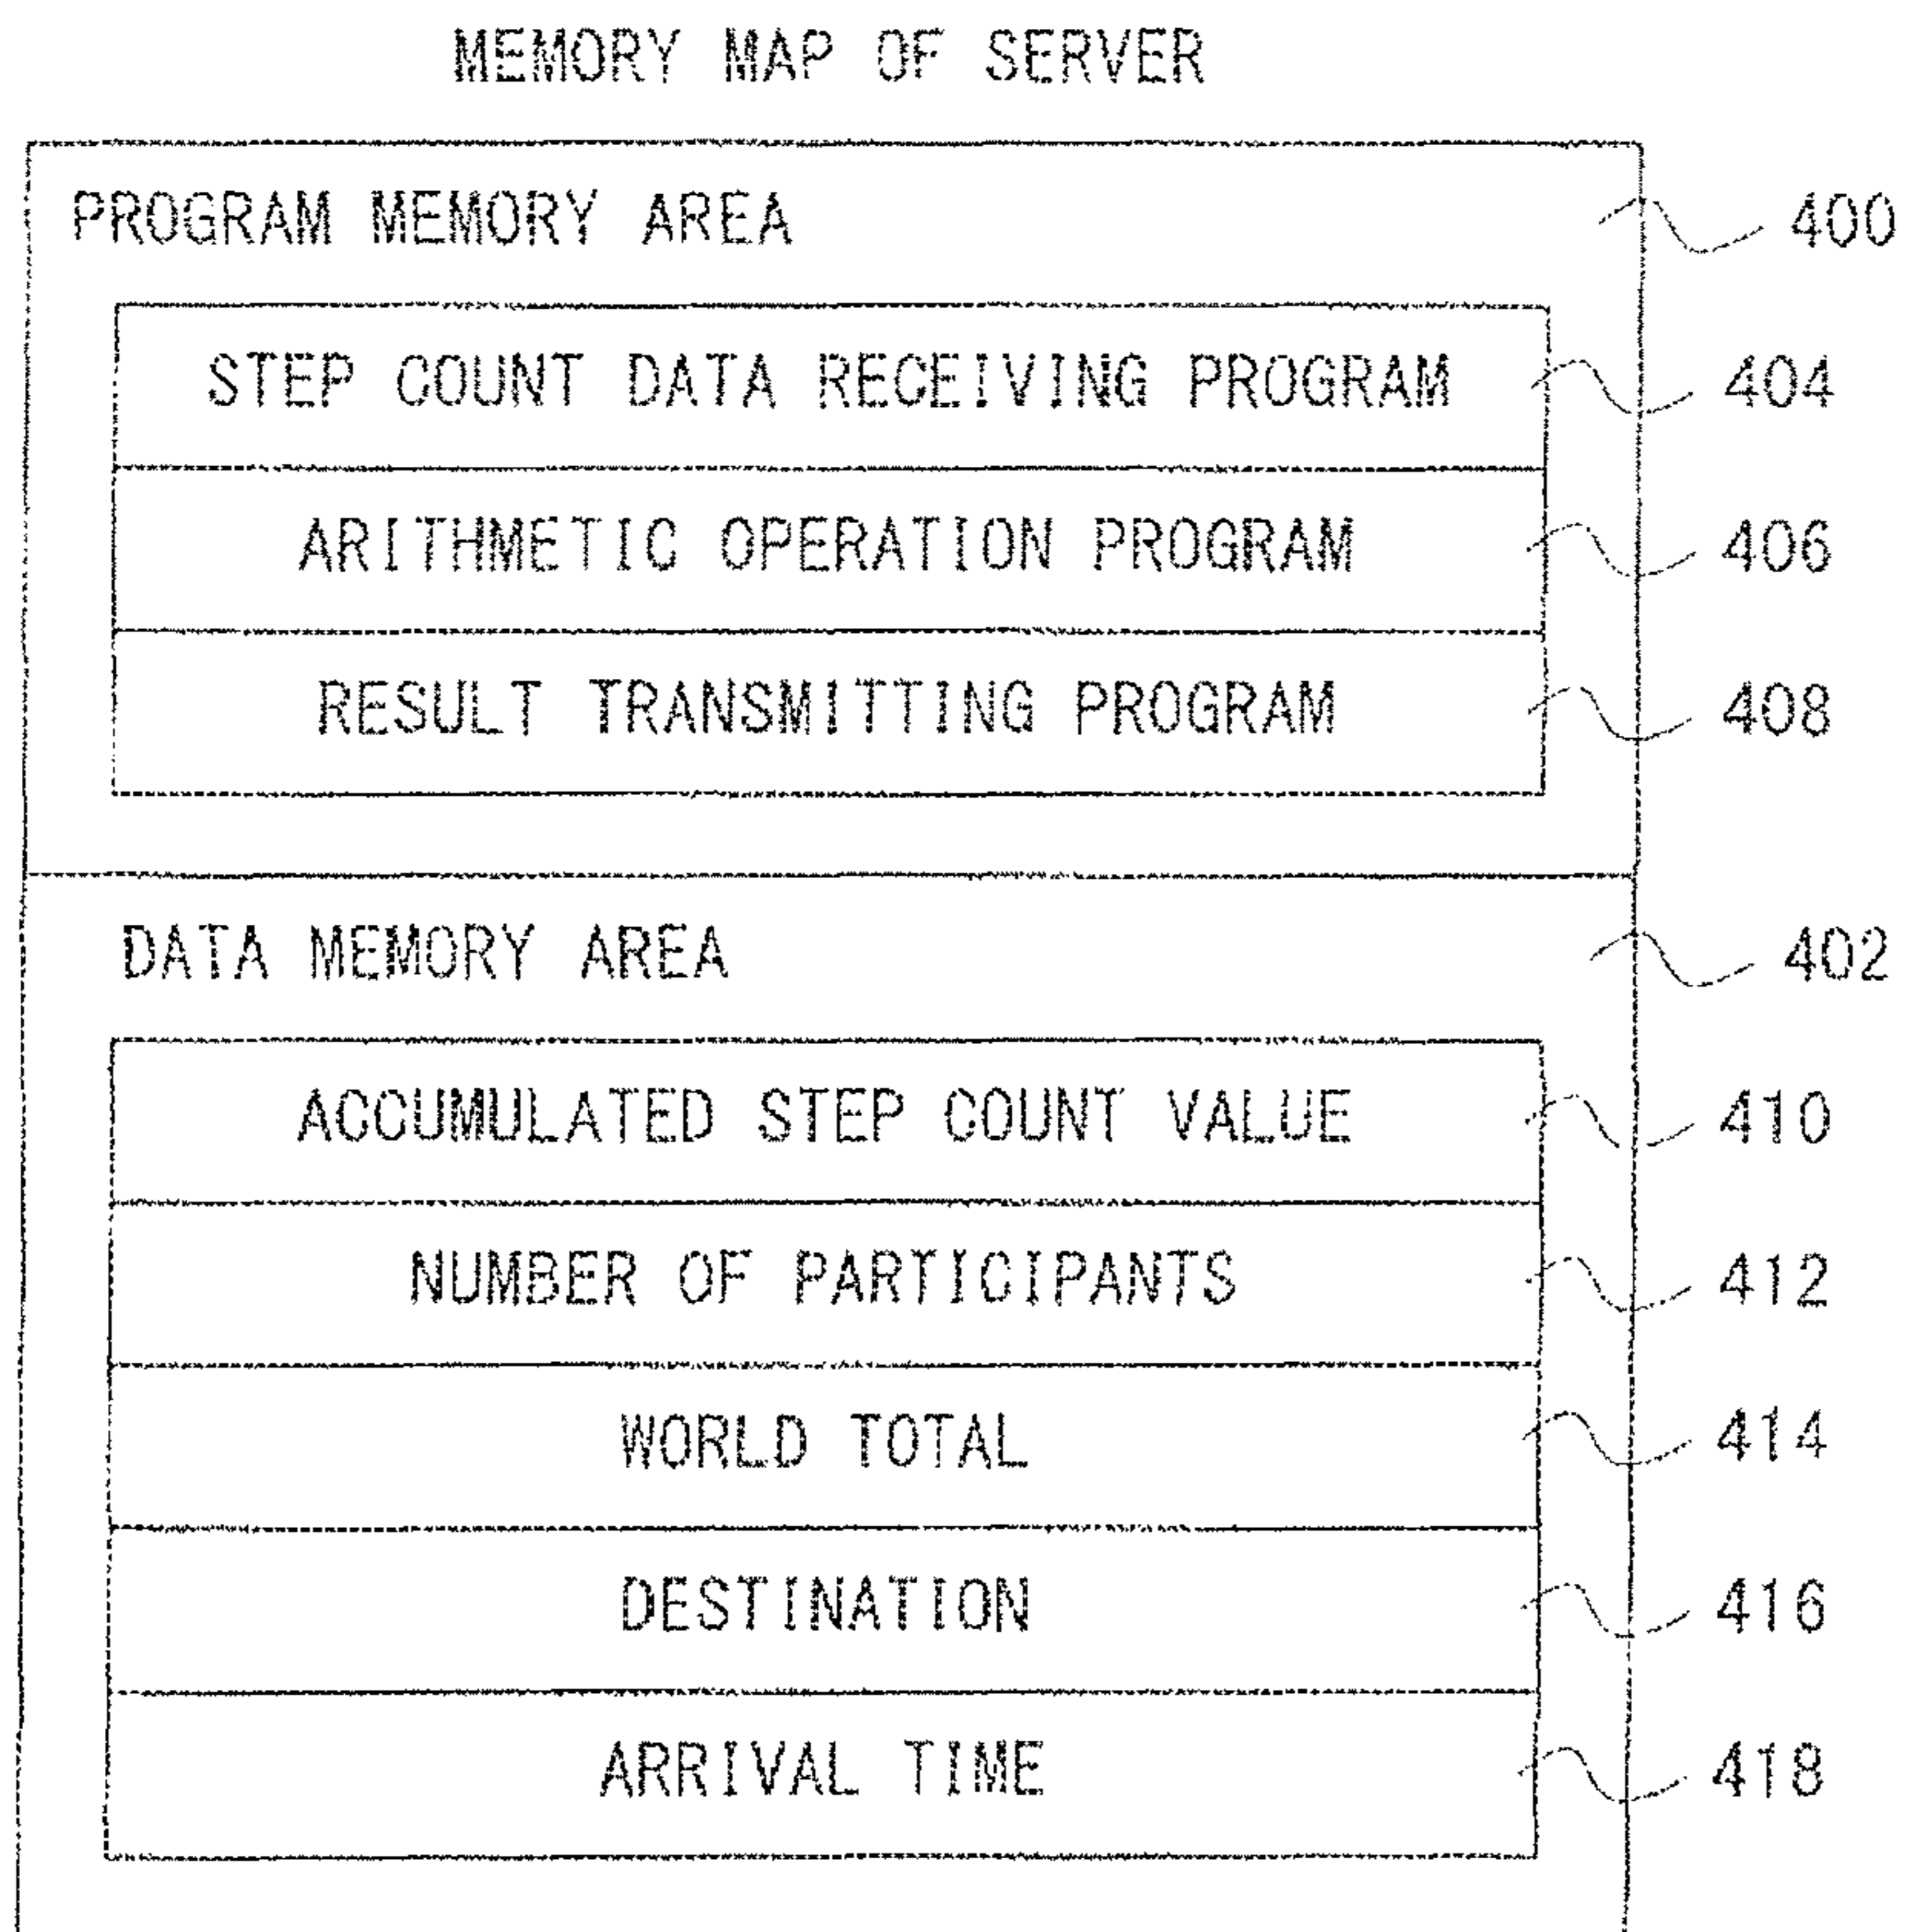 MEMORY MAP OF SERVER
PROGRAM MEMORY AREA 400
STEP COUNT DATA RECEIVING PROGRAM 404
ARITHMETIC OPERATION PROGRAM 406
RESULT TRANSMITTING PROGRAM 408
DATA MEMORY AREA 402
ACCUMULATED STEP COUNT VALUE 410
NUMBER OF PARTICIPANTS 412
WORLD TOTAL 414
DESTINATION 416
ARRIVAL TIME 418